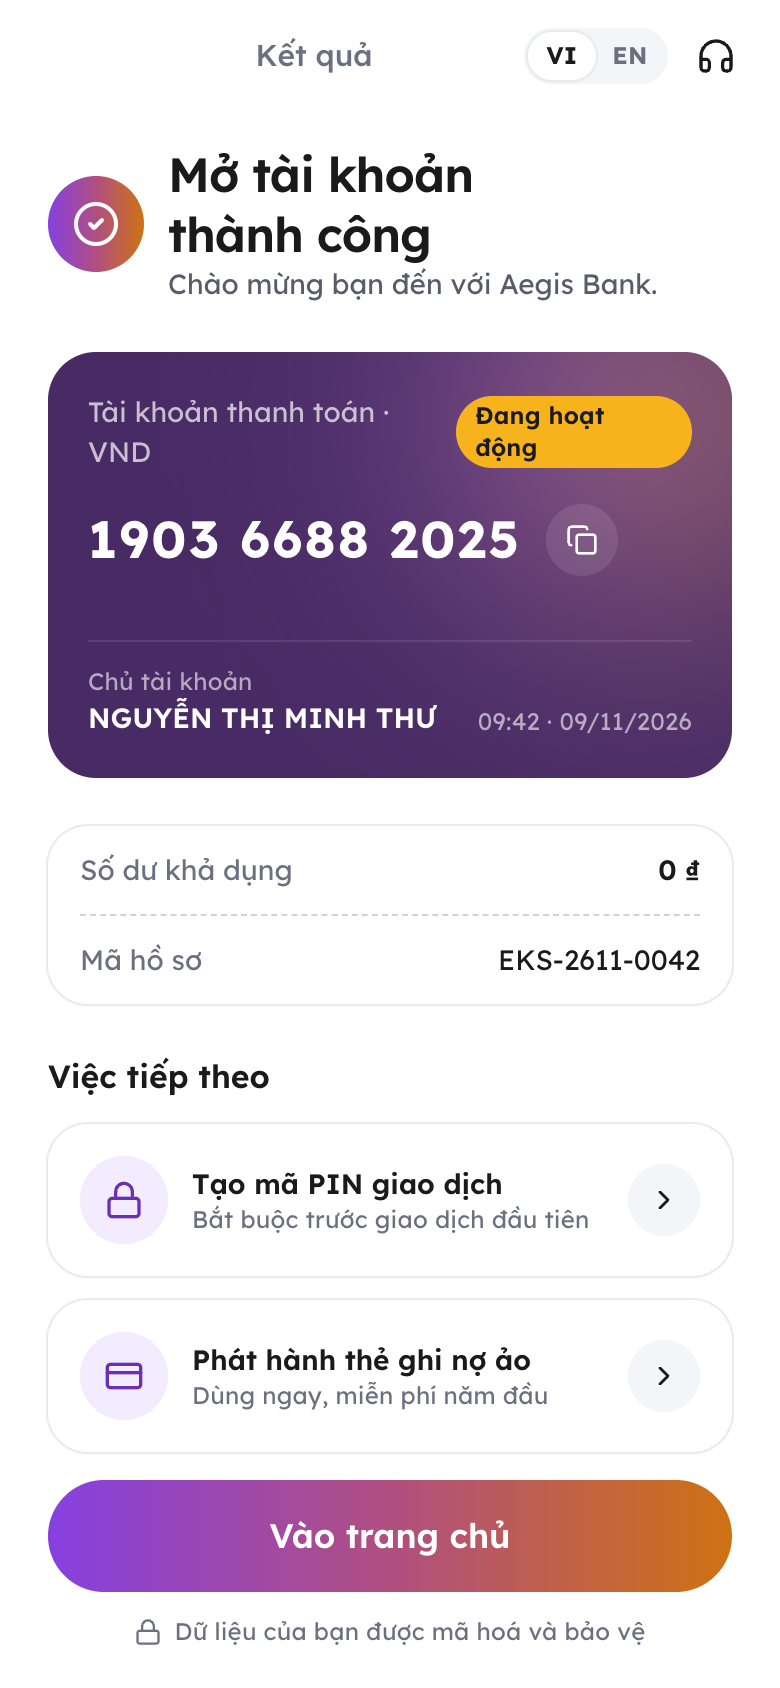 Kết quả
VI EN
Mở tài khoản
thành công
Chào mừng bạn đến với Aegis Bank.
Tài khoản thanh toán ·
VND
Đang hoạt
động
1903 6688 2025
Chủ tài khoản
NGUYỄN THỊ MINH THƯ
09:42 · 09/11/2026
Số dư khả dụng 0 ₫
Mã hồ sơ EKS-2611-0042
Việc tiếp theo
Tạo mã PIN giao dịch
Bắt buộc trước giao dịch đầu tiên
Phát hành thẻ ghi nợ ảo
Dùng ngay, miễn phí năm đầu
Vào trang chủ
Dữ liệu của bạn được mã hoá và bảo vệ